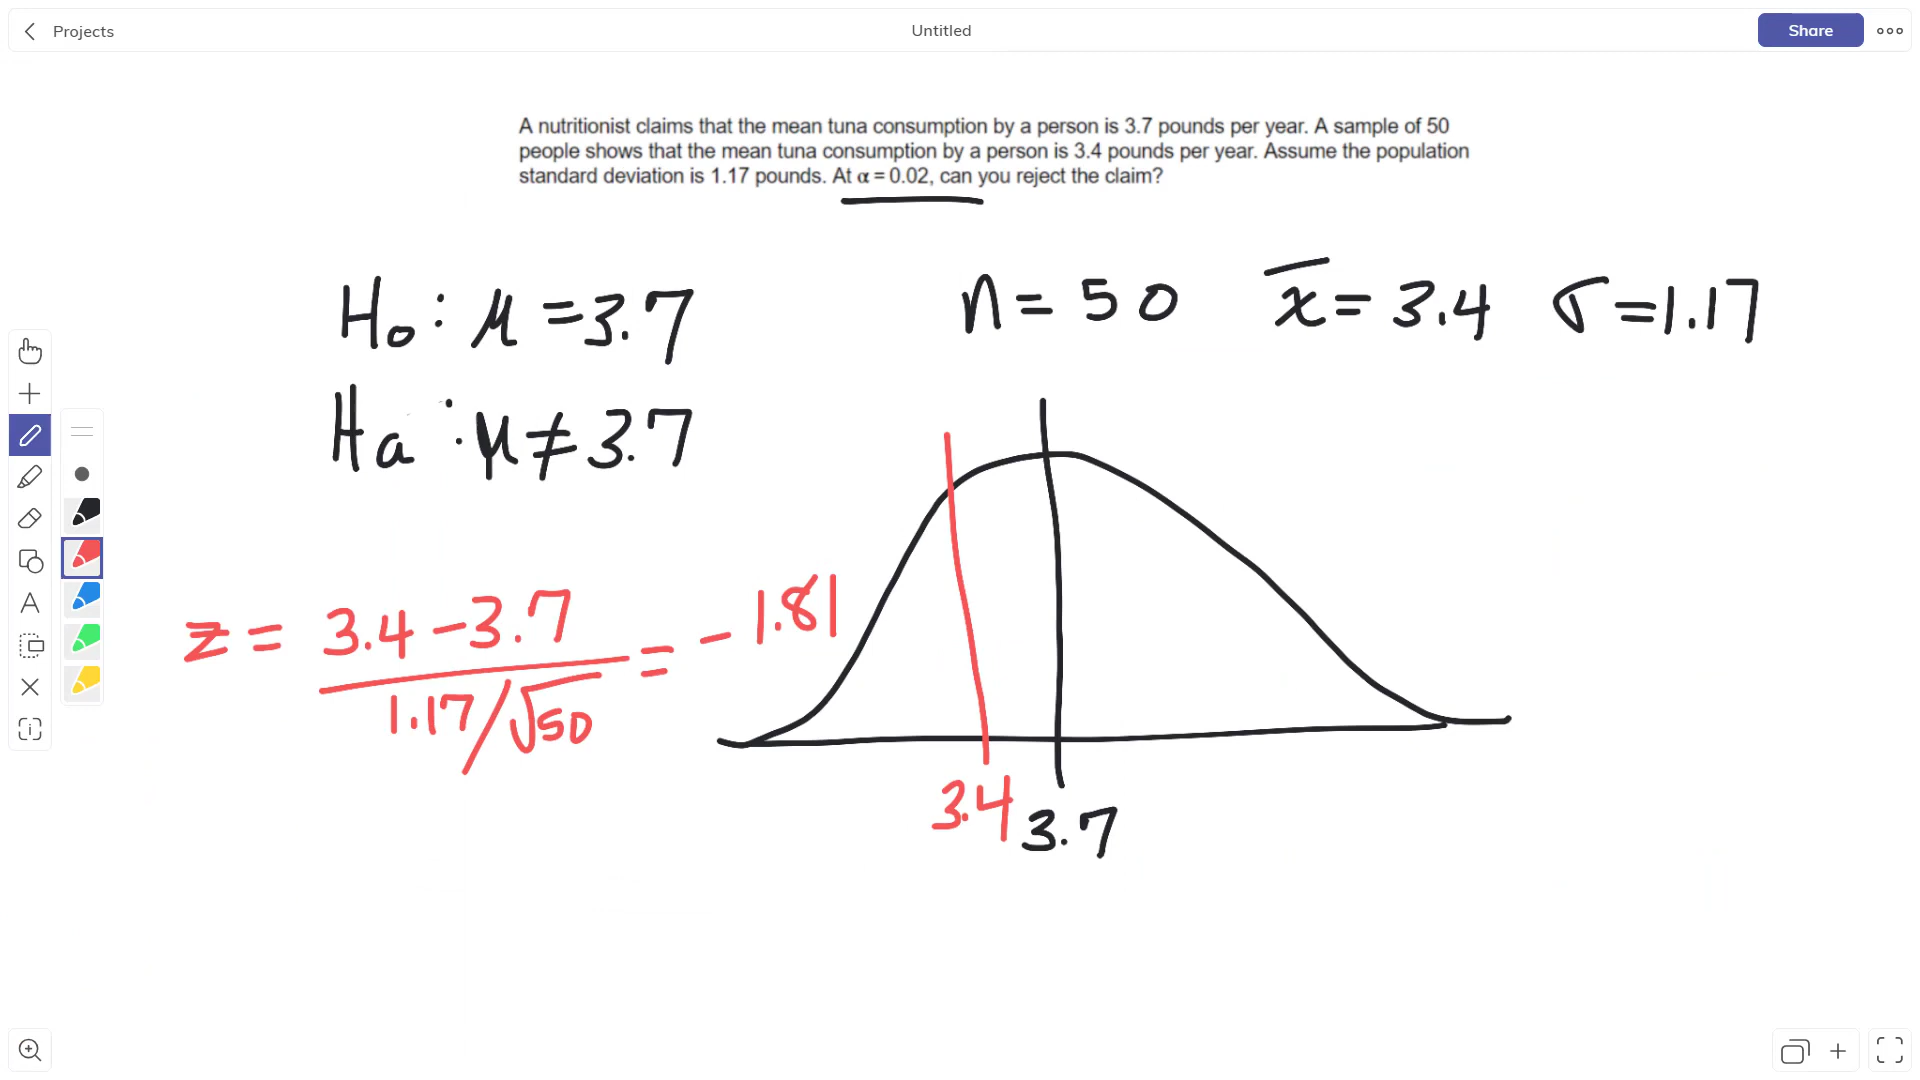 Projects
Untitled
Share
A nutritionist claims that the mean tuna consumption by a person is 3.7 pounds per year. A sample of 50
people shows that the mean tuna consumption by a person is 3.4 pounds per year. Assume the population
standard deviation is 1.17 pounds. At α = 0.02, can you reject the claim?
H₀ : μ = 3.7
n = 50 x̅ = 3.4 σ = 1.17
Ha : μ ≠ 3.7
z = 3.4 - 3.7 = - 1.81
1.17/√50
3.4
3.7